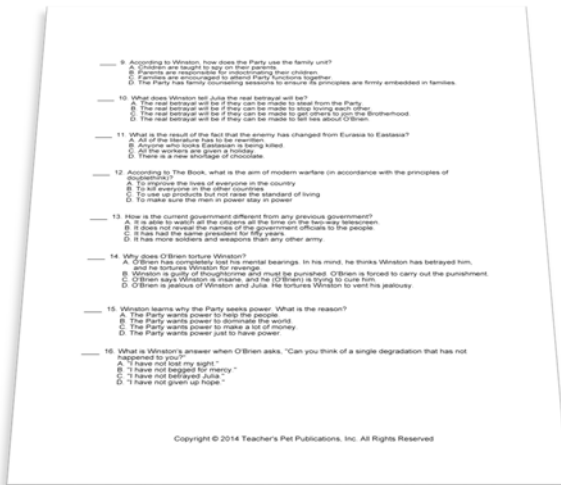 ____ 9. According to Winston, how does the Party use the family unit?
A. Children are taught to spy on their parents.
B. Parents are responsible for indoctrinating their children.
C. Families are encouraged to attend Party functions together.
D. The Party has family counseling sessions to ensure its principles are firmly embedded in families.
____ 10. What does Winston tell Julia the real betrayal will be?
A. The real betrayal will be if they can be made to steal from the Party.
B. The real betrayal will be if they can be made to stop loving each other.
C. The real betrayal will be if they can be made to get others to join the Brotherhood.
D. The real betrayal will be if they can be made to tell lies about O'Brien.
____ 11. What is the result of the fact that the enemy has changed from Eurasia to Eastasia?
A. All of the literature has to be rewritten.
B. Anyone who looks Eastasian is being killed.
C. All the workers are given a holiday.
D. There is a new shortage of chocolate.
____ 12. According to The Book, what is the aim of modern warfare (in accordance with the principles of
doublethink)?
A. To improve the lives of everyone in the country
B. To kill everyone in the other countries
C. To use up products but not raise the standard of living
D. To make sure the men in power stay in power
____ 13. How is the current government different from any previous government?
A. It is able to watch all the citizens all the time on the two-way telescreen.
B. It does not reveal the names of the government officials to the people.
C. It has had the same president for fifty years.
D. It has more soldiers and weapons than any other army.
____ 14. Why does O'Brien torture Winston?
A. O'Brien has completely lost his mental bearings. In his mind, he thinks Winston has betrayed him,
and he tortures Winston for revenge.
B. Winston is guilty of thoughtcrime and must be punished. O'Brien is forced to carry out the punishment.
C. O'Brien says Winston is insane, and he (O'Brien) is trying to cure him.
D. O'Brien is jealous of Winston and Julia. He tortures Winston to vent his jealousy.
____ 15. Winston learns why the Party seeks power. What is the reason?
A. The Party wants power to help the people.
B. The Party wants power to dominate the world.
C. The Party wants power to make a lot of money.
D. The Party wants power just to have power.
____ 16. What is Winston's answer when O'Brien asks, "Can you think of a single degradation that has not
happened to you?"
A. "I have not lost my sight."
B. "I have not begged for mercy."
C. "I have not betrayed Julia."
D. "I have not given up hope."
Copyright © 2014 Teacher's Pet Publications, Inc. All Rights Reserved